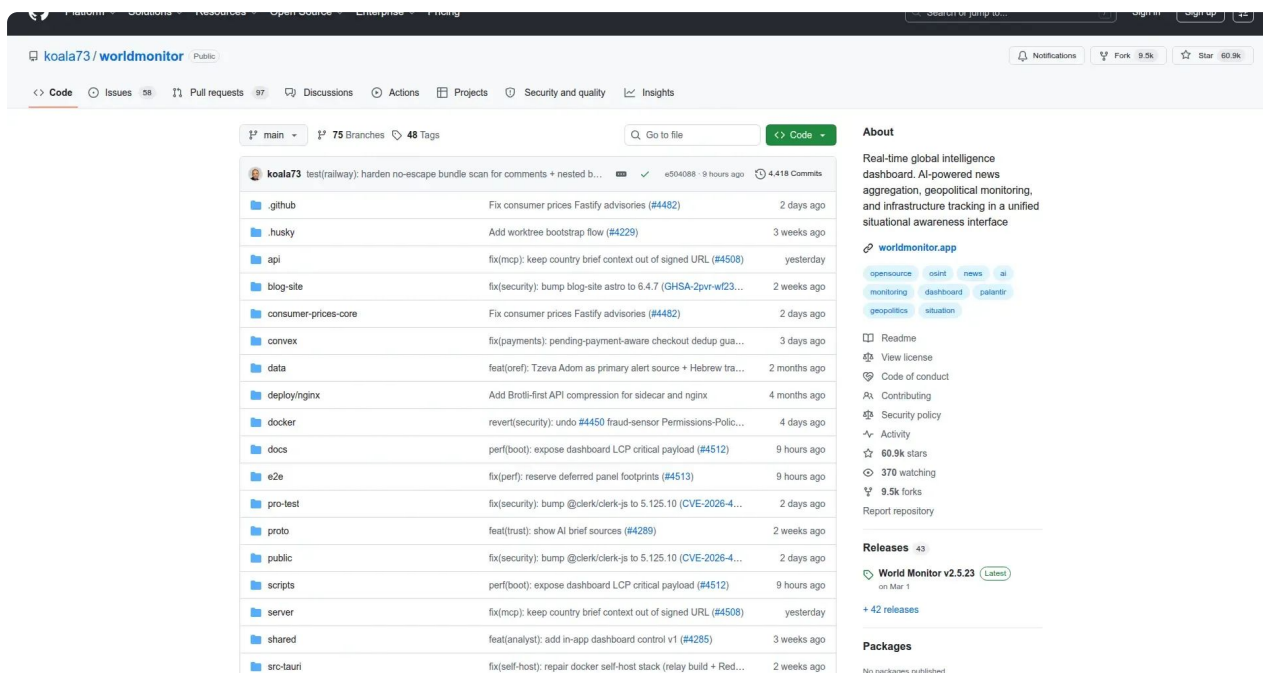 Platform Solutions Resources Open Source Enterprise Pricing Search or jump to... Sign in Sign up
koala73 / worldmonitor Public Notifications Fork 9.5k Star 60.9k
Code Issues 58 Pull requests 97 Discussions Actions Projects Security and quality Insights
main 75 Branches 48 Tags Go to file Code
koala73 test(railway): harden no-escape bundle scan for comments + nested b... e504088 · 9 hours ago 4,418 Commits
.github Fix consumer prices Fastify advisories (#4482) 2 days ago
.husky Add worktree bootstrap flow (#4229) 3 weeks ago
api fix(mcp): keep country brief context out of signed URL (#4508) yesterday
blog-site fix(security): bump blog-site astro to 6.4.7 (GHSA-2pvr-wf23... 2 weeks ago
consumer-prices-core Fix consumer prices Fastify advisories (#4482) 2 days ago
convex fix(payments): pending-payment-aware checkout dedup gua... 3 days ago
data feat(oref): Tzeva Adom as primary alert source + Hebrew tra... 2 months ago
deploy/nginx Add Brotli-first API compression for sidecar and nginx 4 months ago
docker revert(security): undo #4450 fraud-sensor Permissions-Polic... 4 days ago
docs perf(boot): expose dashboard LCP critical payload (#4512) 9 hours ago
e2e fix(perf): reserve deferred panel footprints (#4513) 9 hours ago
pro-test fix(security): bump @clerk/clerk-js to 5.125.10 (CVE-2026-4... 2 days ago
proto feat(trust): show AI brief sources (#4289) 2 weeks ago
public fix(security): bump @clerk/clerk-js to 5.125.10 (CVE-2026-4... 2 days ago
scripts perf(boot): expose dashboard LCP critical payload (#4512) 9 hours ago
server fix(mcp): keep country brief context out of signed URL (#4508) yesterday
shared feat(analyst): add in-app dashboard control v1 (#4285) 3 weeks ago
src-tauri fix(self-host): repair docker self-host stack (relay build + Red... 2 weeks ago
About
Real-time global intelligence
dashboard. AI-powered news
aggregation, geopolitical monitoring,
and infrastructure tracking in a unified
situational awareness interface
worldmonitor.app
opensource osint news ai
monitoring dashboard palantir
geopolitics situation
Readme
View license
Code of conduct
Contributing
Security policy
Activity
60.9k stars
370 watching
9.5k forks
Report repository
Releases 43
World Monitor v2.5.23 Latest
on Mar 1
+ 42 releases
Packages
No packages published